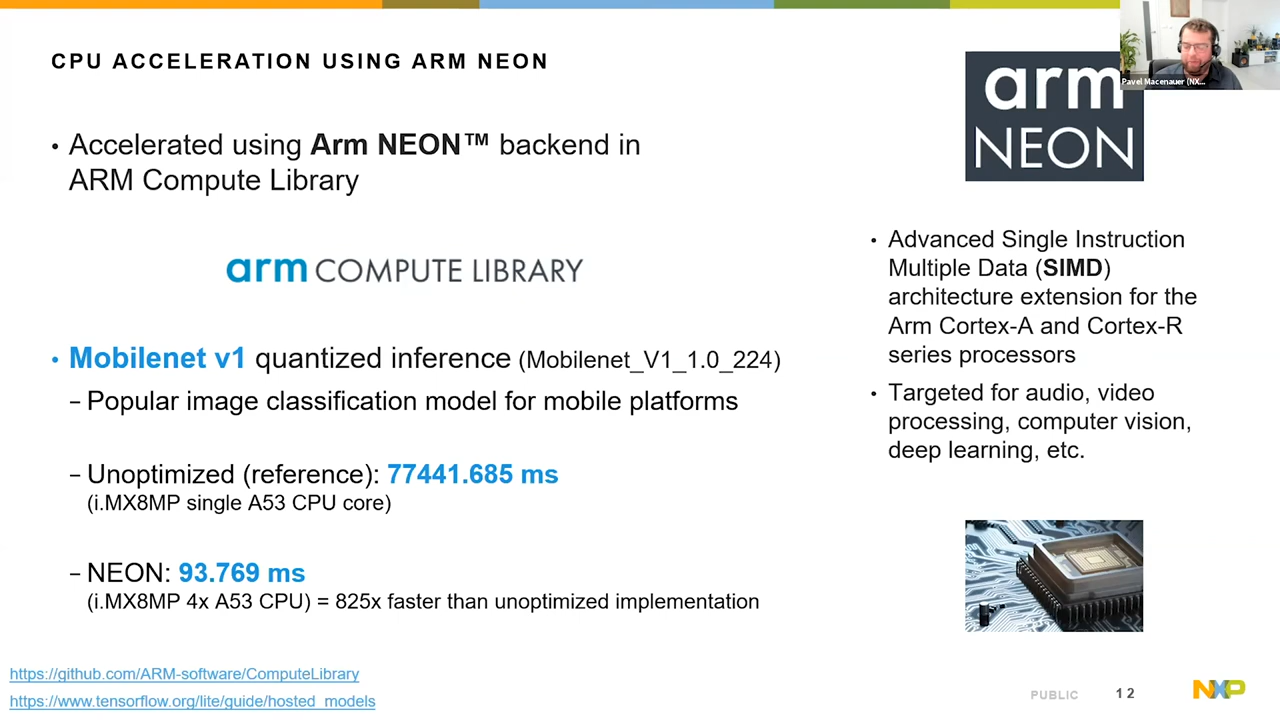 CPU ACCELERATION USING ARM NEON
• Accelerated using Arm NEON™ backend in
ARM Compute Library
arm COMPUTE LIBRARY
• Mobilenet v1 quantized inference (Mobilenet_V1_1.0_224)
– Popular image classification model for mobile platforms
– Unoptimized (reference): 77441.685 ms
(i.MX8MP single A53 CPU core)
– NEON: 93.769 ms
(i.MX8MP 4x A53 CPU) = 825x faster than unoptimized implementation
https://github.com/ARM-software/ComputeLibrary
https://www.tensorflow.org/lite/guide/hosted_models
arm
NEON
Pavel Macenauer (NX...
• Advanced Single Instruction
Multiple Data (SIMD)
architecture extension for the
Arm Cortex-A and Cortex-R
series processors
• Targeted for audio, video
processing, computer vision,
deep learning, etc.
PUBLIC 12
NXP